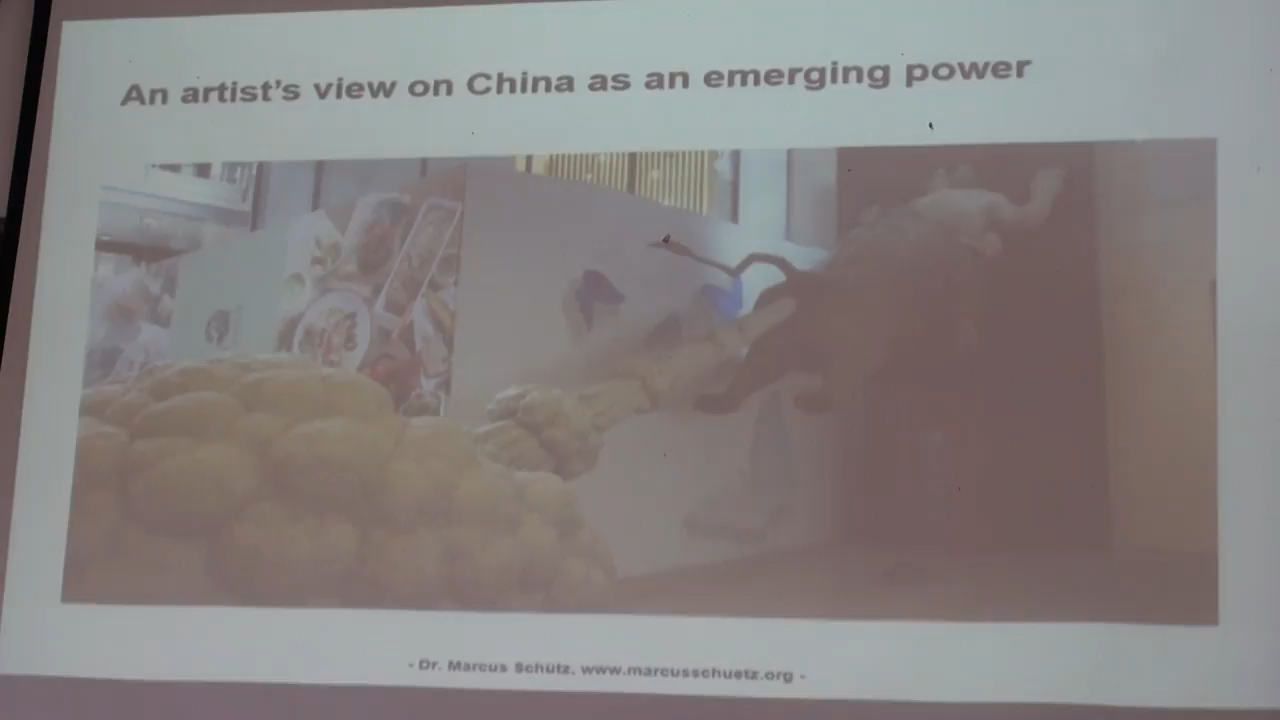 An artist's view on China as an emerging power
- Dr. Marcus Schütz, www.marcusschuetz.org -